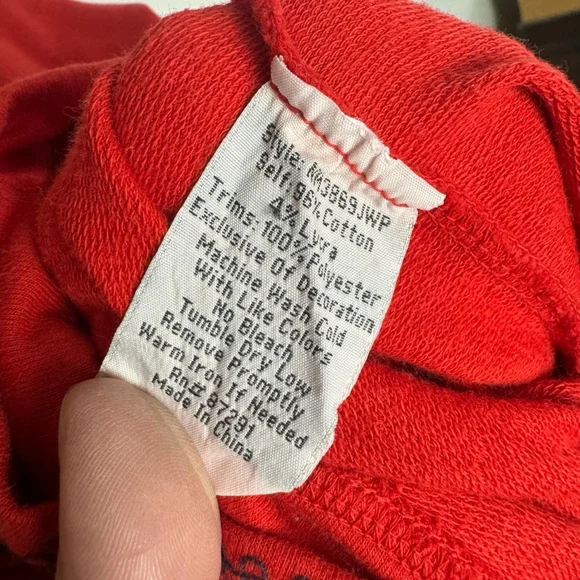 Style: NA3869JWP
Self: 96% Cotton
4% Lycra
Trims: 100% Polyester
Exclusive Of Decoration
Machine Wash Cold
With Like Colors
No Bleach
Tumble Dry Low
Remove Promptly
Warm Iron If Needed
Rn# 87291
Made In China